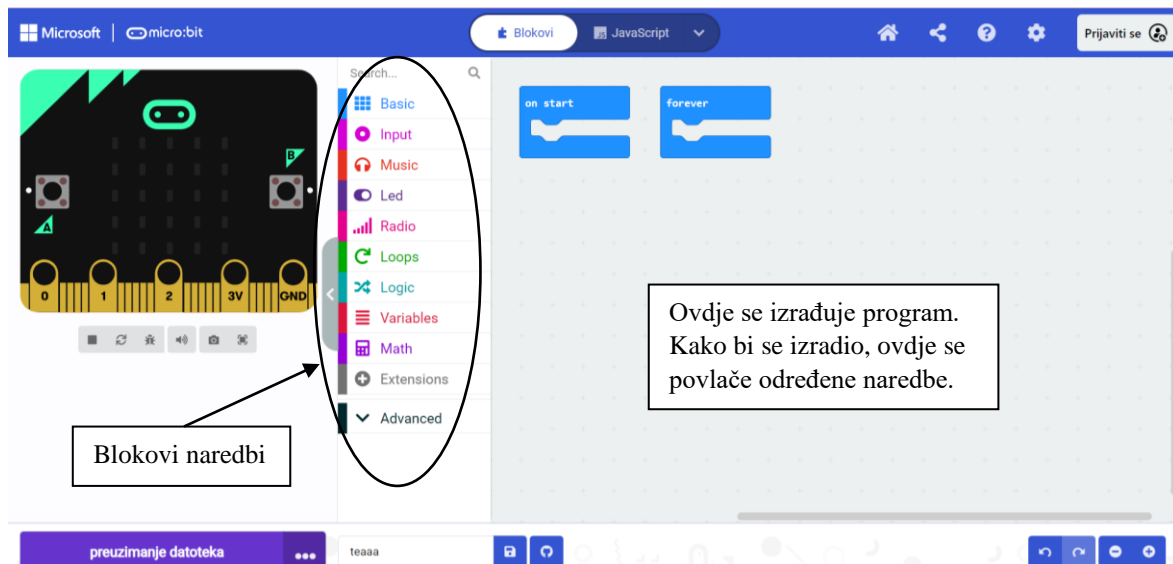 Microsoft | micro:bit
Blokovi
JavaScript
Prijaviti se
Search...
Basic
Input
Music
Led
Radio
Loops
Logic
Variables
Math
Extensions
Advanced
on start
forever
B
A
0 1 2 3V GND
Ovdje se izrađuje program.
Kako bi se izradio, ovdje se
povlače određene naredbe.
Blokovi naredbi
preuzimanje datoteka
teaaa